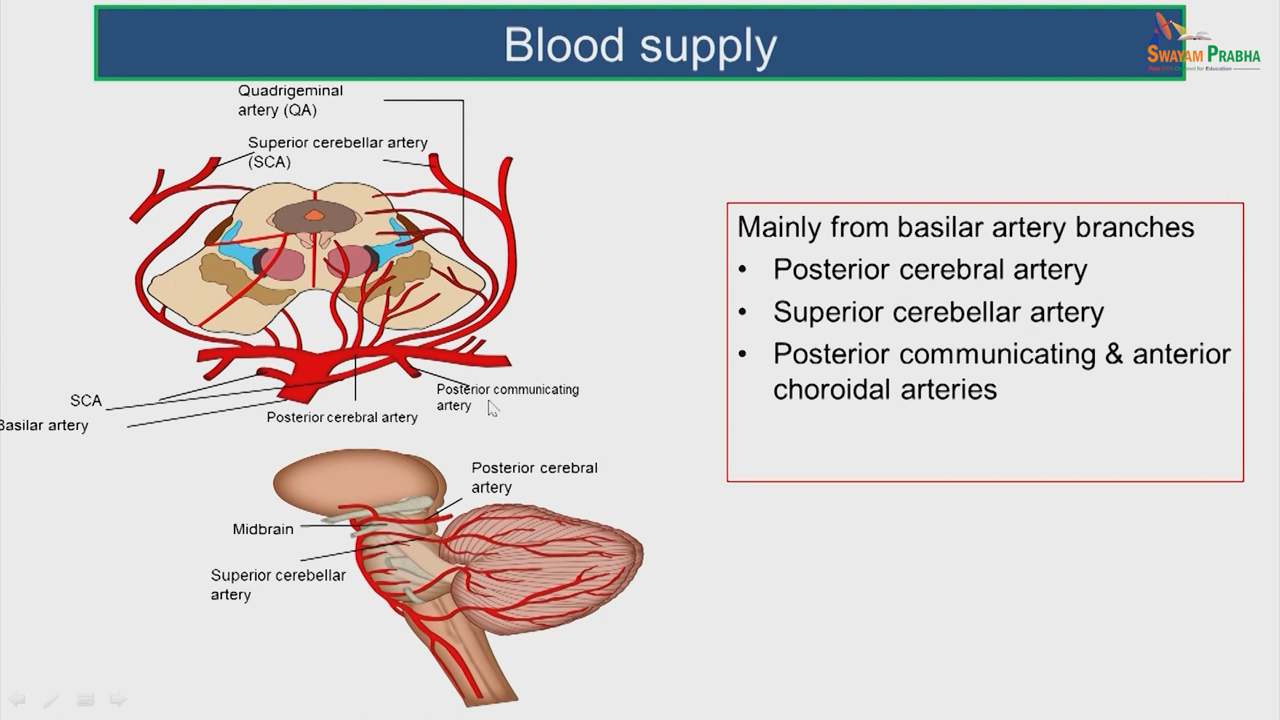 Blood supply
SWAYAM PRABHA
Quadrigeminal
artery (QA)
Superior cerebellar artery
(SCA)
SCA
Basilar artery
Posterior cerebral artery
Posterior communicating
artery
Posterior cerebral
artery
Midbrain
Superior cerebellar
artery
Mainly from basilar artery branches
• Posterior cerebral artery
• Superior cerebellar artery
• Posterior communicating & anterior
choroidal arteries